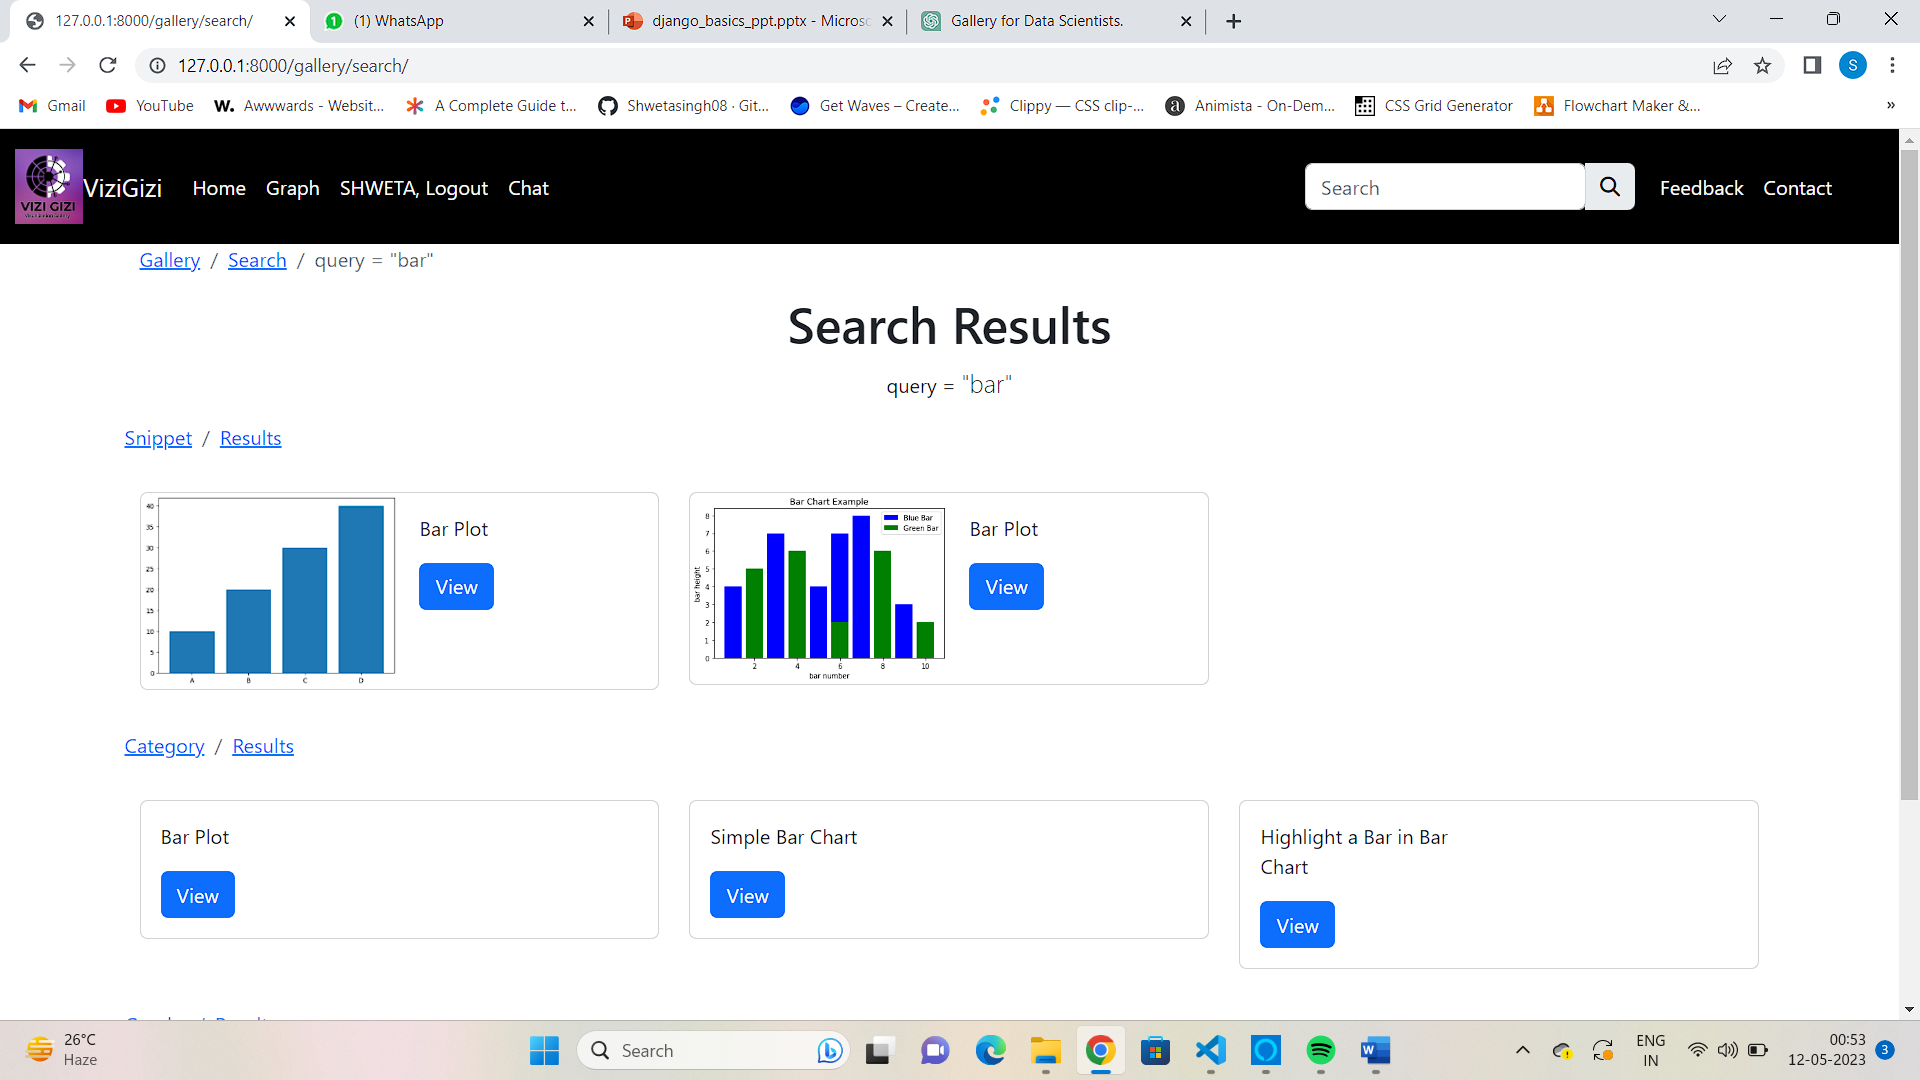 127.0.0.1:8000/gallery/search/
(1) WhatsApp
django_basics_ppt.pptx - Microsc
Gallery for Data Scientists.
127.0.0.1:8000/gallery/search/
S
Gmail
YouTube
W. Awwwards - Websit...
A Complete Guide t...
Shwetasingh08 · Git...
Get Waves – Create...
Clippy — CSS clip-...
a Animista - On-Dem...
CSS Grid Generator
Flowchart Maker &...
»
VIZI GIZI
ViziGizi
Home
Graph
SHWETA, Logout
Chat
Search
Feedback
Contact
Gallery / Search / query = "bar"
Search Results
query = "bar"
Snippet / Results
40
35
30
25
20
15
10
5
0
A B C D
Bar Plot
View
Bar Chart Example
Blue Bar
Green Bar
bar height
8
7
6
5
4
3
2
1
0
2 4 6 8 10
bar number
Bar Plot
View
Category / Results
Bar Plot
View
Simple Bar Chart
View
Highlight a Bar in Bar
Chart
View
26°C
Haze
Search
ENG
IN
00:53
12-05-2023
3